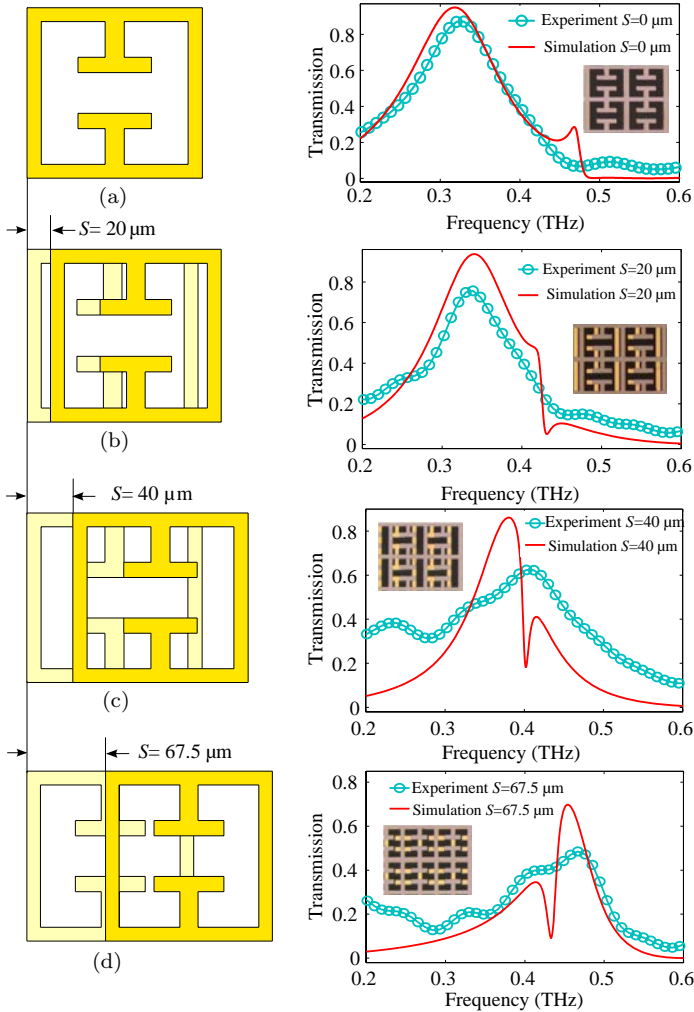 Experiment S=0 µm
Simulation S=0 µm
Transmission
0.8
0.6
0.4
0.2
0
0.2 0.3 0.4 0.5 0.6
Frequency (THz)
(a)
S= 20 µm
Experiment S=20 µm
Simulation S=20 µm
Transmission
0.8
0.6
0.4
0.2
0
0.2 0.3 0.4 0.5 0.6
Frequency (THz)
(b)
S= 40 µm
Experiment S=40 µm
Simulation S=40 µm
Transmission
0.8
0.6
0.4
0.2
0
0.2 0.3 0.4 0.5 0.6
Frequency (THz)
(c)
S= 67.5 µm
Experiment S=67.5 µm
Simulation S=67.5 µm
Transmission
0.8
0.6
0.4
0.2
0
0.2 0.3 0.4 0.5 0.6
Frequency (THz)
(d)